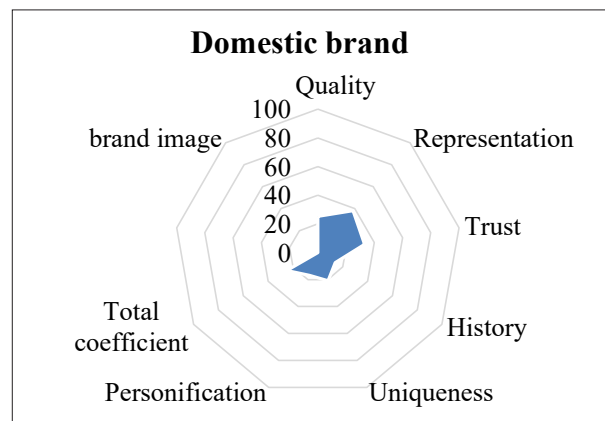 Domestic brand
Quality
Representation
Trust
History
Uniqueness
Personification
Total
coefficient
brand image
100
80
60
40
20
0